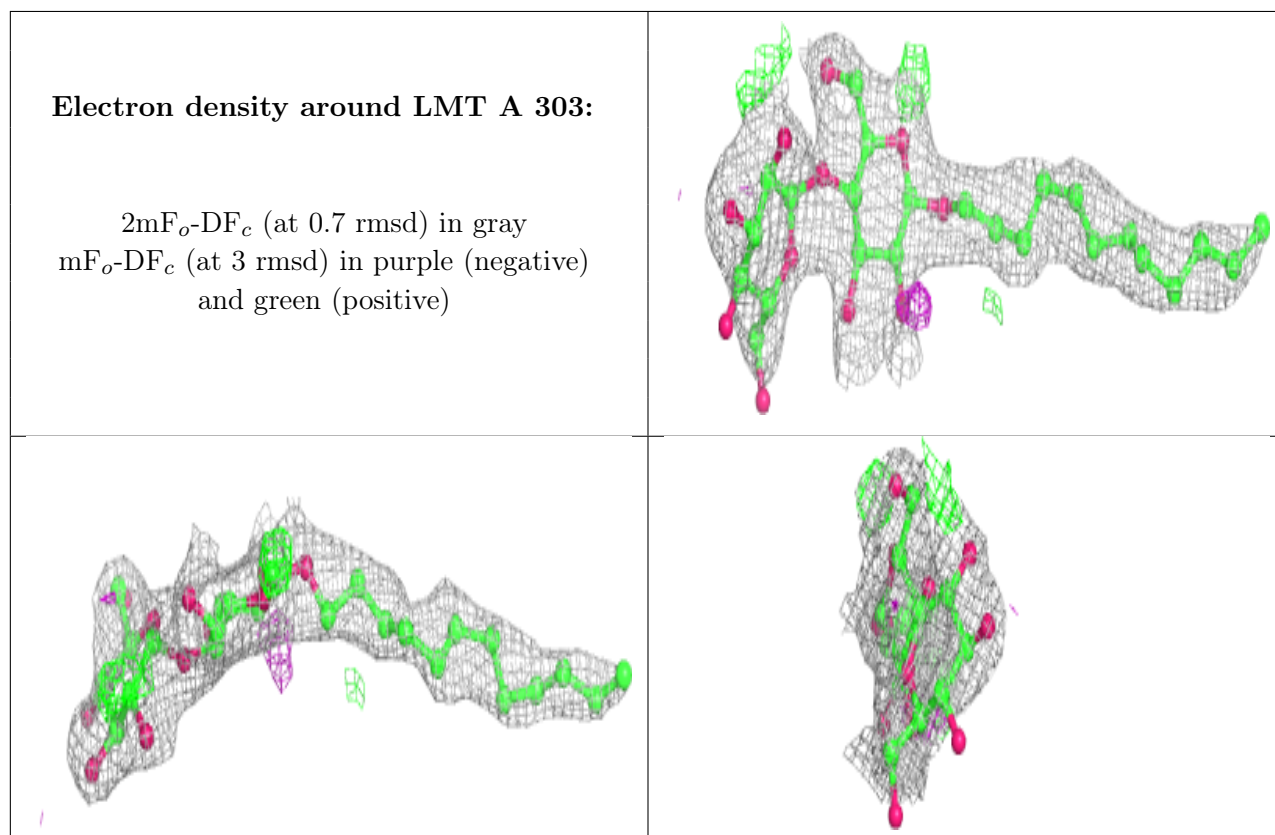 Electron density around LMT A 303:
2mFo-DFc (at 0.7 rmsd) in gray
mFo-DFc (at 3 rmsd) in purple (negative)
and green (positive)